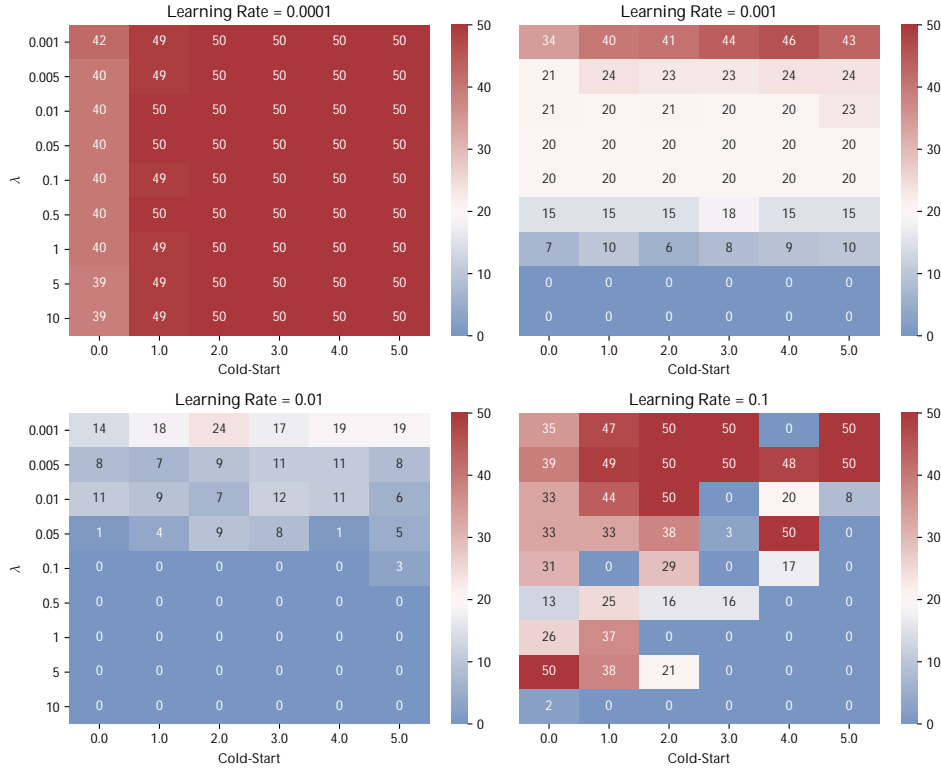 Learning Rate = 0.0001
0.001 42 49 50 50 50 50
0.005 40 49 50 50 50 50
0.01 40 50 50 50 50 50
0.05 40 50 50 50 50 50
0.1 40 49 50 50 50 50
0.5 40 50 50 50 50 50
1 40 49 50 50 50 50
5 39 49 50 50 50 50
10 39 49 50 50 50 50
λ
0.0 1.0 2.0 3.0 4.0 5.0
Cold-Start
50
40
30
20
10
0
Learning Rate = 0.001
34 40 41 44 46 43
21 24 23 23 24 24
21 20 21 20 20 23
20 20 20 20 20 20
20 20 20 20 20 20
15 15 15 18 15 15
7 10 6 8 9 10
0 0 0 0 0 0
0 0 0 0 0 0
0.0 1.0 2.0 3.0 4.0 5.0
Cold-Start
50
40
30
20
10
0
Learning Rate = 0.01
0.001 14 18 24 17 19 19
0.005 8 7 9 11 11 8
0.01 11 9 7 12 11 6
0.05 1 4 9 8 1 5
0.1 0 0 0 0 0 3
0.5 0 0 0 0 0 0
1 0 0 0 0 0 0
5 0 0 0 0 0 0
10 0 0 0 0 0 0
λ
0.0 1.0 2.0 3.0 4.0 5.0
Cold-Start
50
40
30
20
10
0
Learning Rate = 0.1
35 47 50 50 0 50
39 49 50 50 48 50
33 44 50 0 20 8
33 33 38 3 50 0
31 0 29 0 17 0
13 25 16 16 0 0
26 37 0 0 0 0
50 38 21 0 0 0
2 0 0 0 0 0
0.0 1.0 2.0 3.0 4.0 5.0
Cold-Start
50
40
30
20
10
0